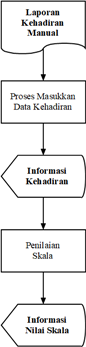 Laporan
Kehadiran
Manual
Proses Masukkan
Data Kehadiran
Informasi
Kehadiran
Penilaian
Skala
Informasi
Nilai Skala